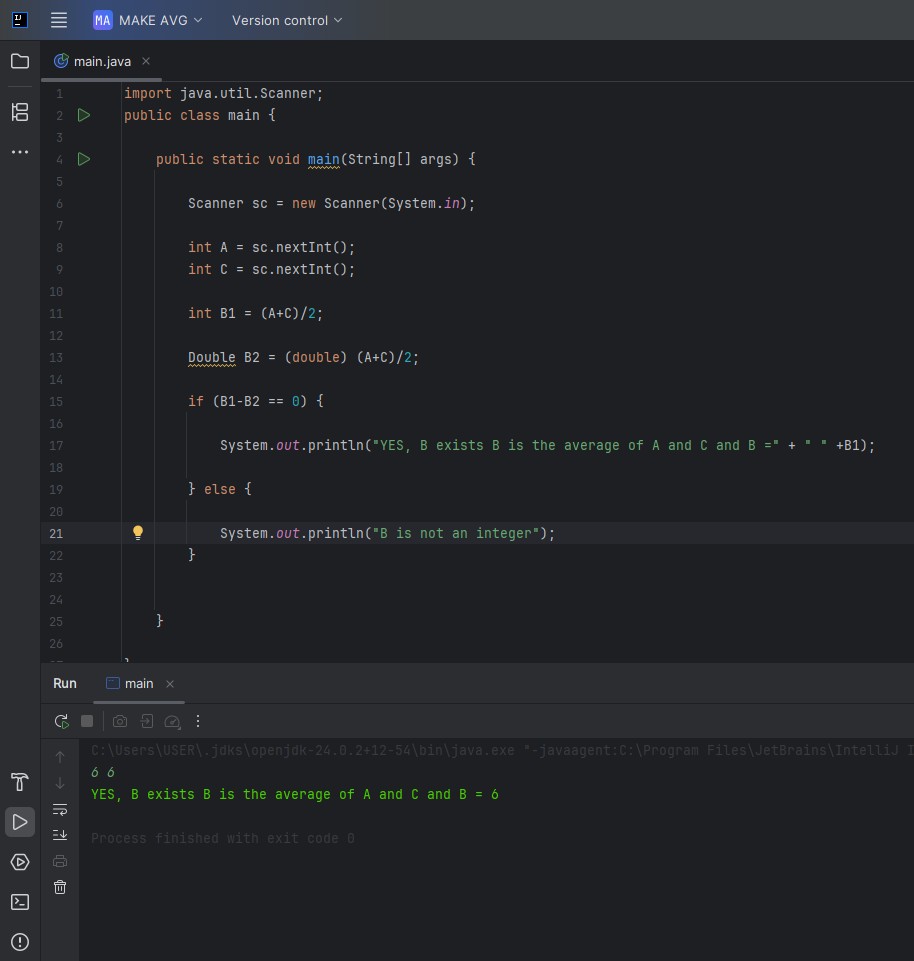 MA MAKE AVG Version control
main.java
1 import java.util.Scanner;
2 public class main {
3
4 public static void main(String[] args) {
5
6 Scanner sc = new Scanner(System.in);
7
8 int A = sc.nextInt();
9 int C = sc.nextInt();
10
11 int B1 = (A+C)/2;
12
13 Double B2 = (double) (A+C)/2;
14
15 if (B1-B2 == 0) {
16
17 System.out.println("YES, B exists B is the average of A and C and B =" + " " +B1);
18
19 } else {
20
21 System.out.println("B is not an integer");
22 }
23
24
25 }
26
Run main
C:\Users\USER\.jdks\openjdk-24.0.2+12-54\bin\java.exe "-javaagent:C:\Program Files\JetBrains\IntelliJ I
6 6
YES, B exists B is the average of A and C and B = 6
Process finished with exit code 0